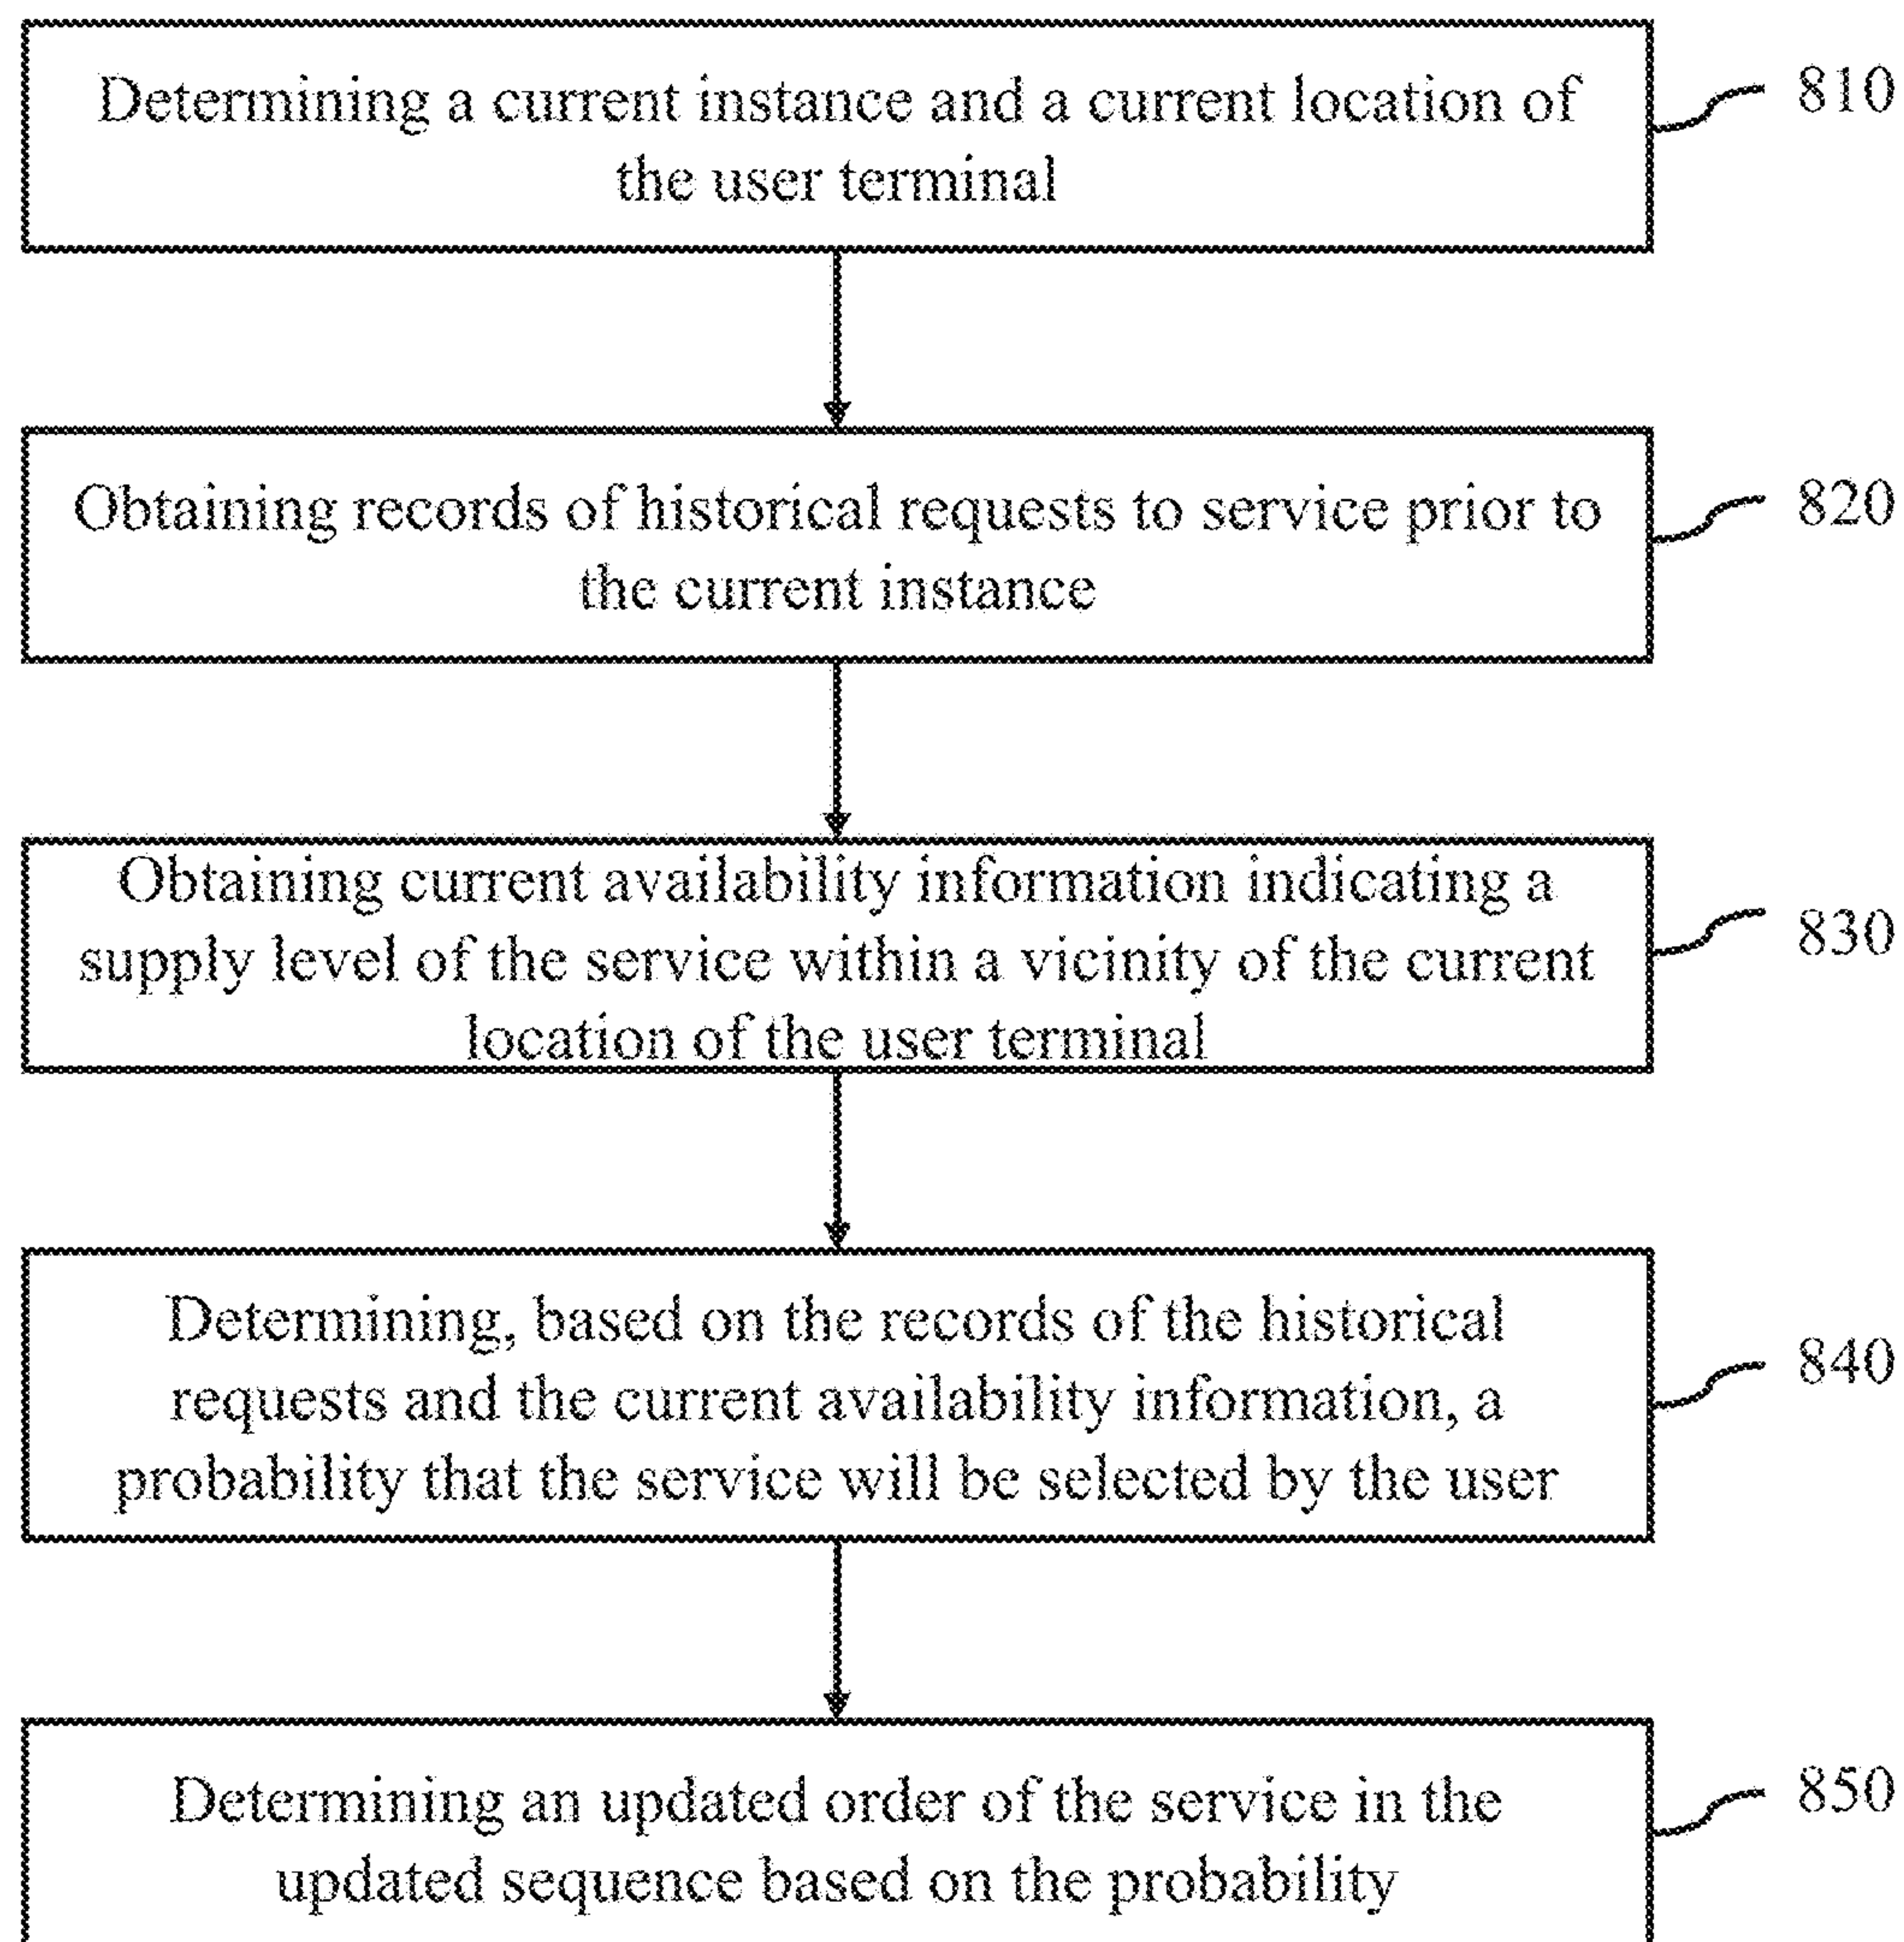 Determining a current instance and a current location of
the user terminal
810
Obtaining records of historical requests to service prior to
the current instance
820
Obtaining current availability information indicating a
supply level of the service within a vicinity of the current
location of the user terminal
830
Determining, based on the records of the historical
requests and the current availability information, a
probability that the service will be selected by the user
840
Determining an updated order of the service in the
updated sequence based on the probability
850